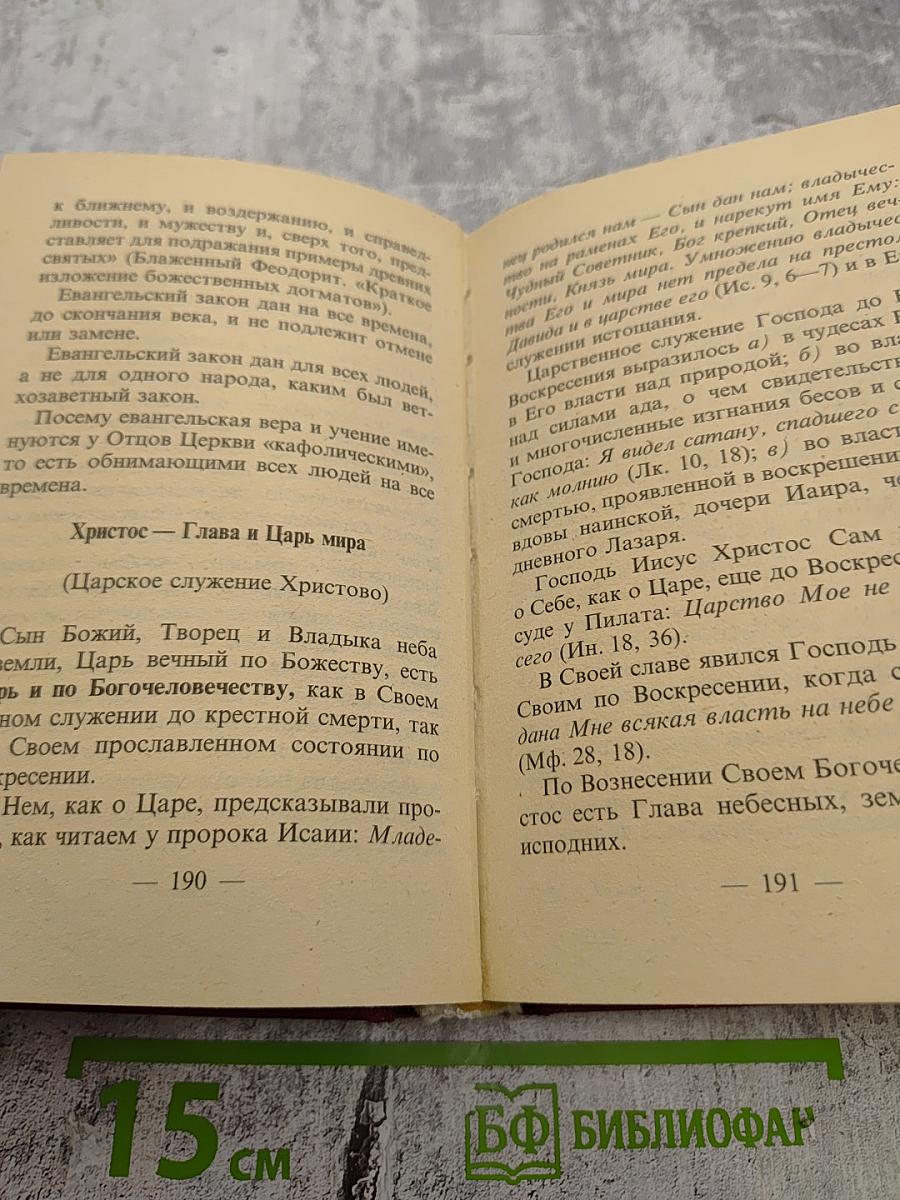 к ближнему, и воздержанию, и справед-
ливости, и мужеству и, сверх того, пред-
ставляет для подражания примеры древних
святых» (Блаженный Феодорит. «Краткое
изложение божественных догматов»).
Евангельский закон дан на все времена,
до скончания века, и не подлежит отмене
или замене.
Евангельский закон дан для всех людей,
а не для одного народа, каким был вет-
хозаветный закон.
Посему евангельская вера и учение име-
нуются у Отцов Церкви «кафолическими»,
то есть обнимающими всех людей на все
времена.
Христос — Глава и Царь мира
(Царское служение Христово)
Сын Божий, Творец и Владыка неба
земли, Царь вечный по Божеству, есть
рь и по Богочеловечеству, как в Своем
ном служении до крестной смерти, так
Своем прославленном состоянии по
кресении.
Нем, как о Царе, предсказывали про-
, как читаем у пророка Исаии: Младе-
— 190 —
нец родился нам — Сын дан нам; владычес-
тво на раменах Его, и нарекут имя Ему:
Чудный Советник, Бог крепкий, Отец веч-
ности, Князь мира. Умножению владычес
тва Его и мира нет предела на престол
Давида и в царстве его (Ис. 9, 6—7) и в Е
служении истощания.
Царственное служение Господа до
Воскресения выразилось а) в чудесах
в Его власти над природой; б) во вла
над силами ада, о чем свидетельств
и многочисленные изгнания бесов и с
Господа: Я видел сатану, спадшего с
как молнию (Лк. 10, 18); в) во власт
смертью, проявленной в воскрешени
вдовы наинской, дочери Иаира, че
дневного Лазаря.
Господь Иисус Христос Сам
о Себе, как о Царе, еще до Воскрес
суде у Пилата: Царство Мое не
сего (Ин. 18, 36).
В Своей славе явился Господь
Своим по Воскресении, когда с
дана Мне всякая власть на небе
(Мф. 28, 18).
По Вознесении Своем Богоче
стос есть Глава небесных, зем
исподних.
— 191 —
15 см
БФ БИБЛИОФАН